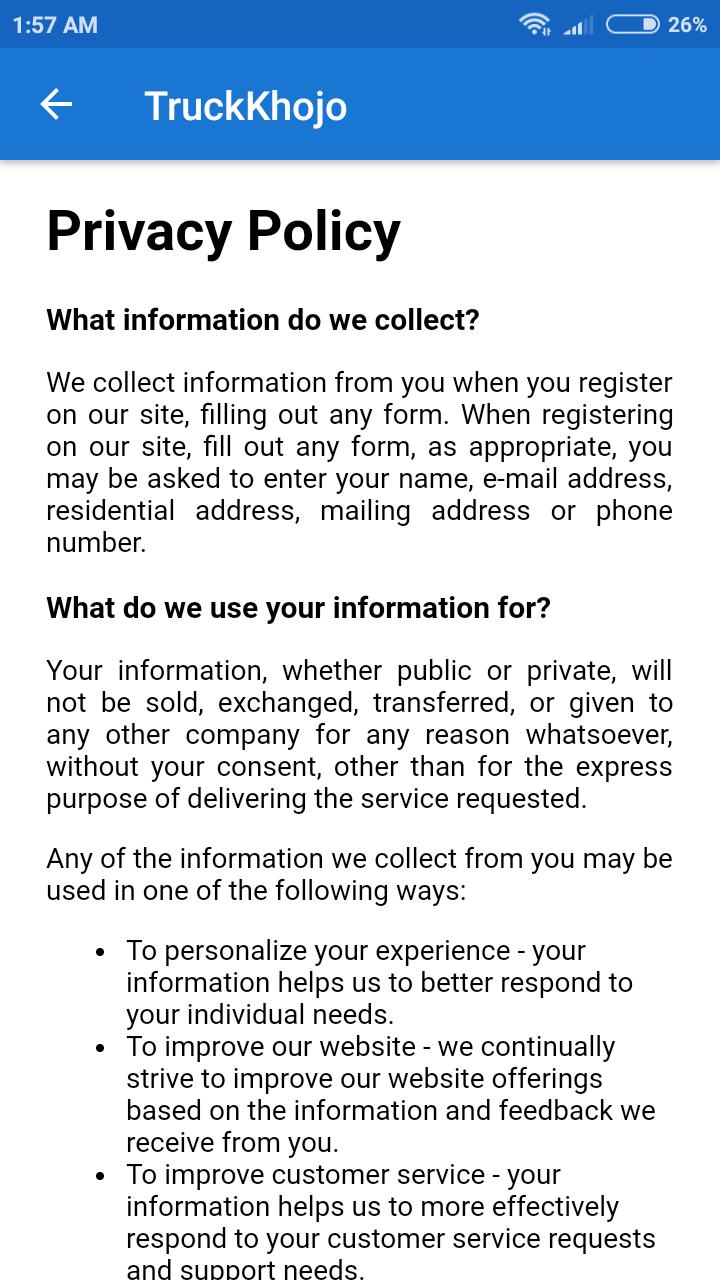 1:57 AM
26%
TruckKhojo
Privacy Policy
What information do we collect?
We collect information from you when you register
on our site, filling out any form. When registering
on our site, fill out any form, as appropriate, you
may be asked to enter your name, e-mail address,
residential address, mailing address or phone
number.
What do we use your information for?
Your information, whether public or private, will
not be sold, exchanged, transferred, or given to
any other company for any reason whatsoever,
without your consent, other than for the express
purpose of delivering the service requested.
Any of the information we collect from you may be
used in one of the following ways:
• To personalize your experience - your
information helps us to better respond to
your individual needs.
• To improve our website - we continually
strive to improve our website offerings
based on the information and feedback we
receive from you.
• To improve customer service - your
information helps us to more effectively
respond to your customer service requests
and support needs.